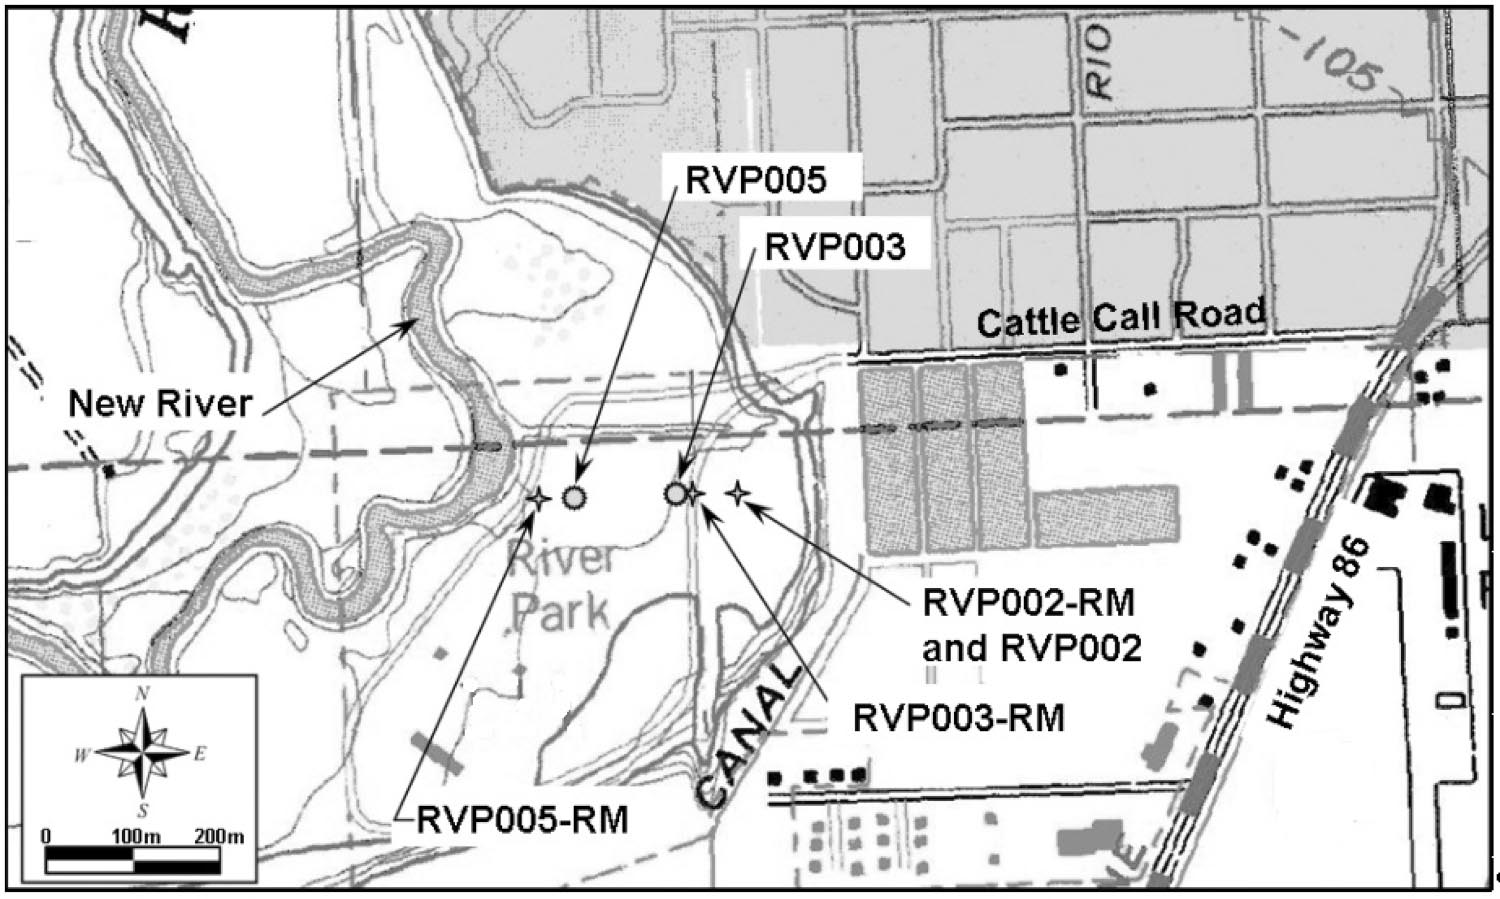 RIO
-105
RVP005
RVP003
Cattle Call Road
New River
River
Park
RVP002-RM
and RVP002
Highway 86
RVP003-RM
CANAL
N
W E
S
RVP005-RM
0 100m 200m